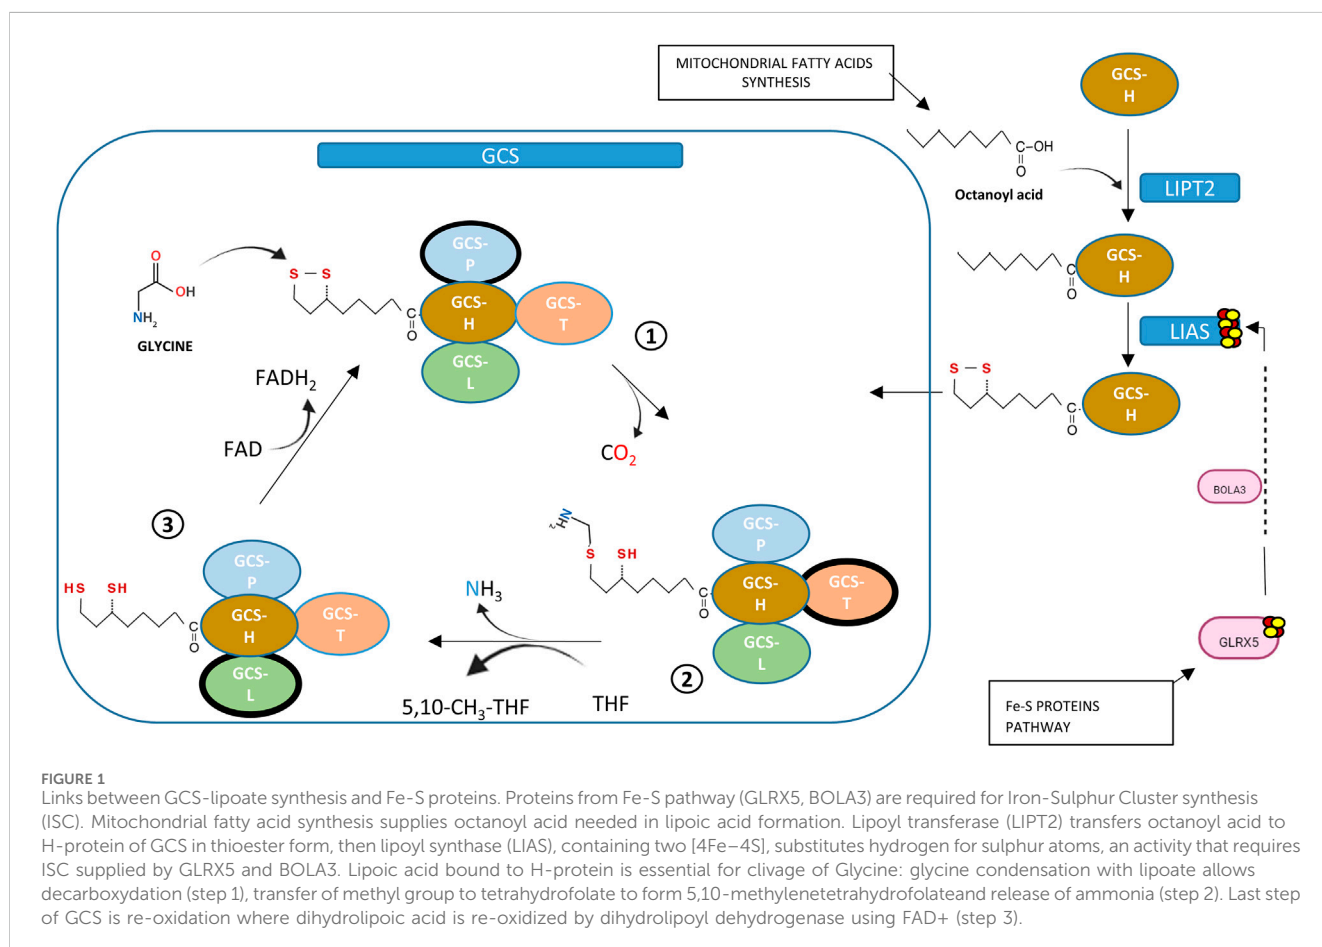 MITOCHONDRIAL FATTY ACIDS
SYNTHESIS
GCS-
H
C–OH
O
Octanoyl acid
LIPT2
GCS-
H
C
O
LIAS
S – S
GCS-
H
C
O
BOLA3
GLRX5
Fe-S PROTEINS
PATHWAY
GCS
O
OH
NH2
GLYCINE
S – S
C
O
GCS-
P
GCS-
H
GCS-
T
GCS-
L
1
CO2
FADH2
FAD
3
HS
SH
C
O
GCS-
P
GCS-
H
GCS-
T
GCS-
L
NH3
5,10-CH3-THF
THF
2
H2N
S
SH
C
O
GCS-
P
GCS-
H
GCS-
T
GCS-
L
FIGURE 1
Links between GCS-lipoate synthesis and Fe-S proteins. Proteins from Fe-S pathway (GLRX5, BOLA3) are required for Iron-Sulphur Cluster synthesis
(ISC). Mitochondrial fatty acid synthesis supplies octanoyl acid needed in lipoic acid formation. Lipoyl transferase (LIPT2) transfers octanoyl acid to
H-protein of GCS in thioester form, then lipoyl synthase (LIAS), containing two [4Fe–4S], substitutes hydrogen for sulphur atoms, an activity that requires
ISC supplied by GLRX5 and BOLA3. Lipoic acid bound to H-protein is essential for clivage of Glycine: glycine condensation with lipoate allows
decarboxydation (step 1), transfer of methyl group to tetrahydrofolate to form 5,10-methylenetetrahydrofolateand release of ammonia (step 2). Last step
of GCS is re-oxidation where dihydrolipoic acid is re-oxidized by dihydrolipoyl dehydrogenase using FAD+ (step 3).